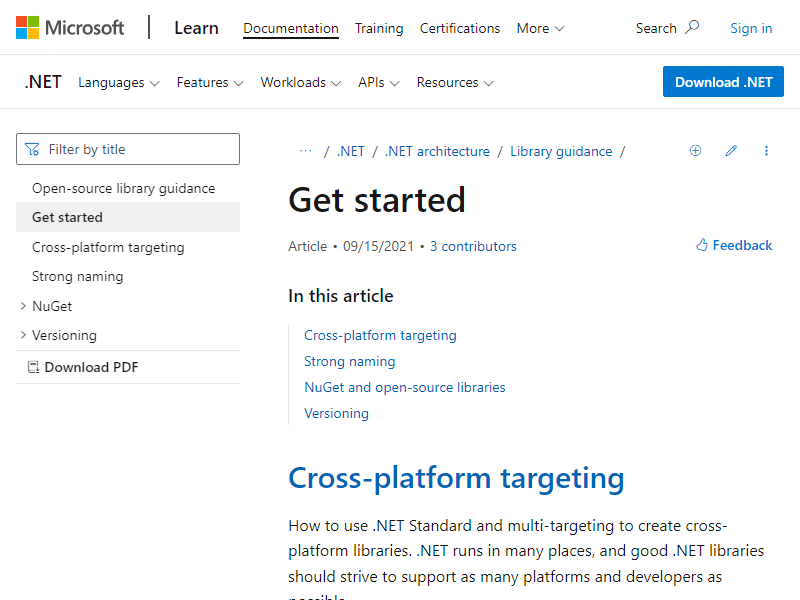 Microsoft Learn Documentation Training Certifications More Search Sign in
.NET Languages Features Workloads APIs Resources Download .NET
Filter by title
Open-source library guidance
Get started
Cross-platform targeting
Strong naming
NuGet
Versioning
Download PDF
... / .NET / .NET architecture / Library guidance /
Get started
Article • 09/15/2021 • 3 contributors
Feedback
In this article
Cross-platform targeting
Strong naming
NuGet and open-source libraries
Versioning
Cross-platform targeting
How to use .NET Standard and multi-targeting to create cross-
platform libraries. .NET runs in many places, and good .NET libraries
should strive to support as many platforms and developers as